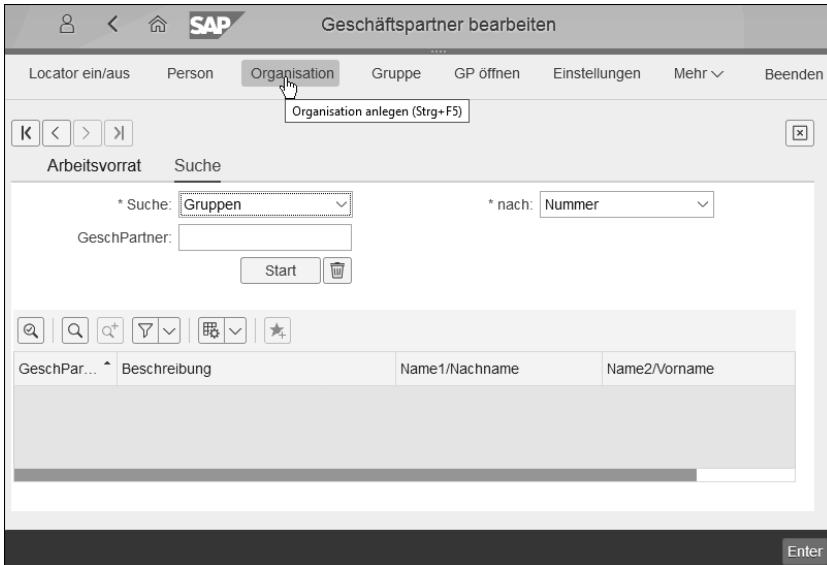 SAP Geschäftspartner bearbeiten
Locator ein/aus Person Organisation Gruppe GP öffnen Einstellungen Mehr Beenden
Organisation anlegen (Strg+F5)
Arbeitsvorrat Suche
* Suche: Gruppen * nach: Nummer
GeschPartner:
Start
GeschPar... Beschreibung Name1/Nachname Name2/Vorname
Enter